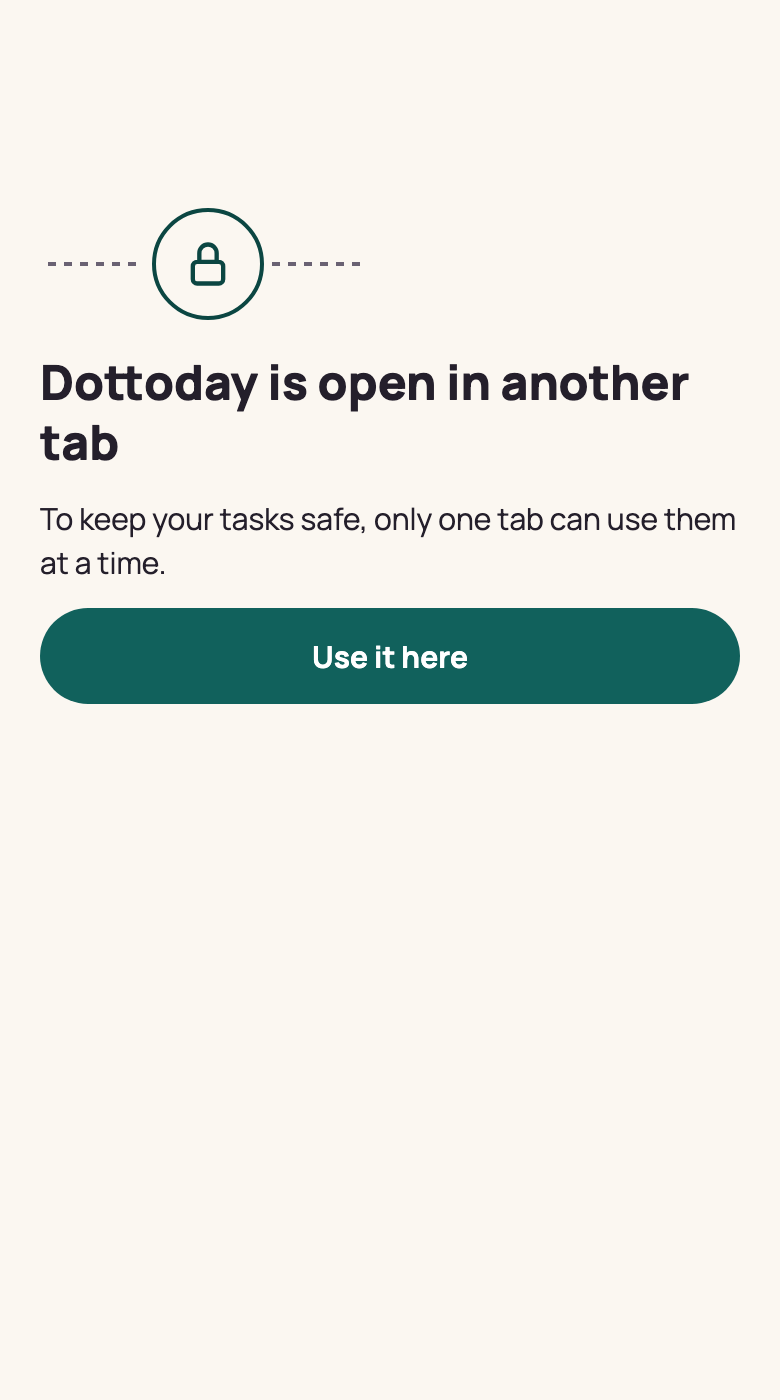 Dottoday is open in another
tab
To keep your tasks safe, only one tab can use them
at a time.
Use it here